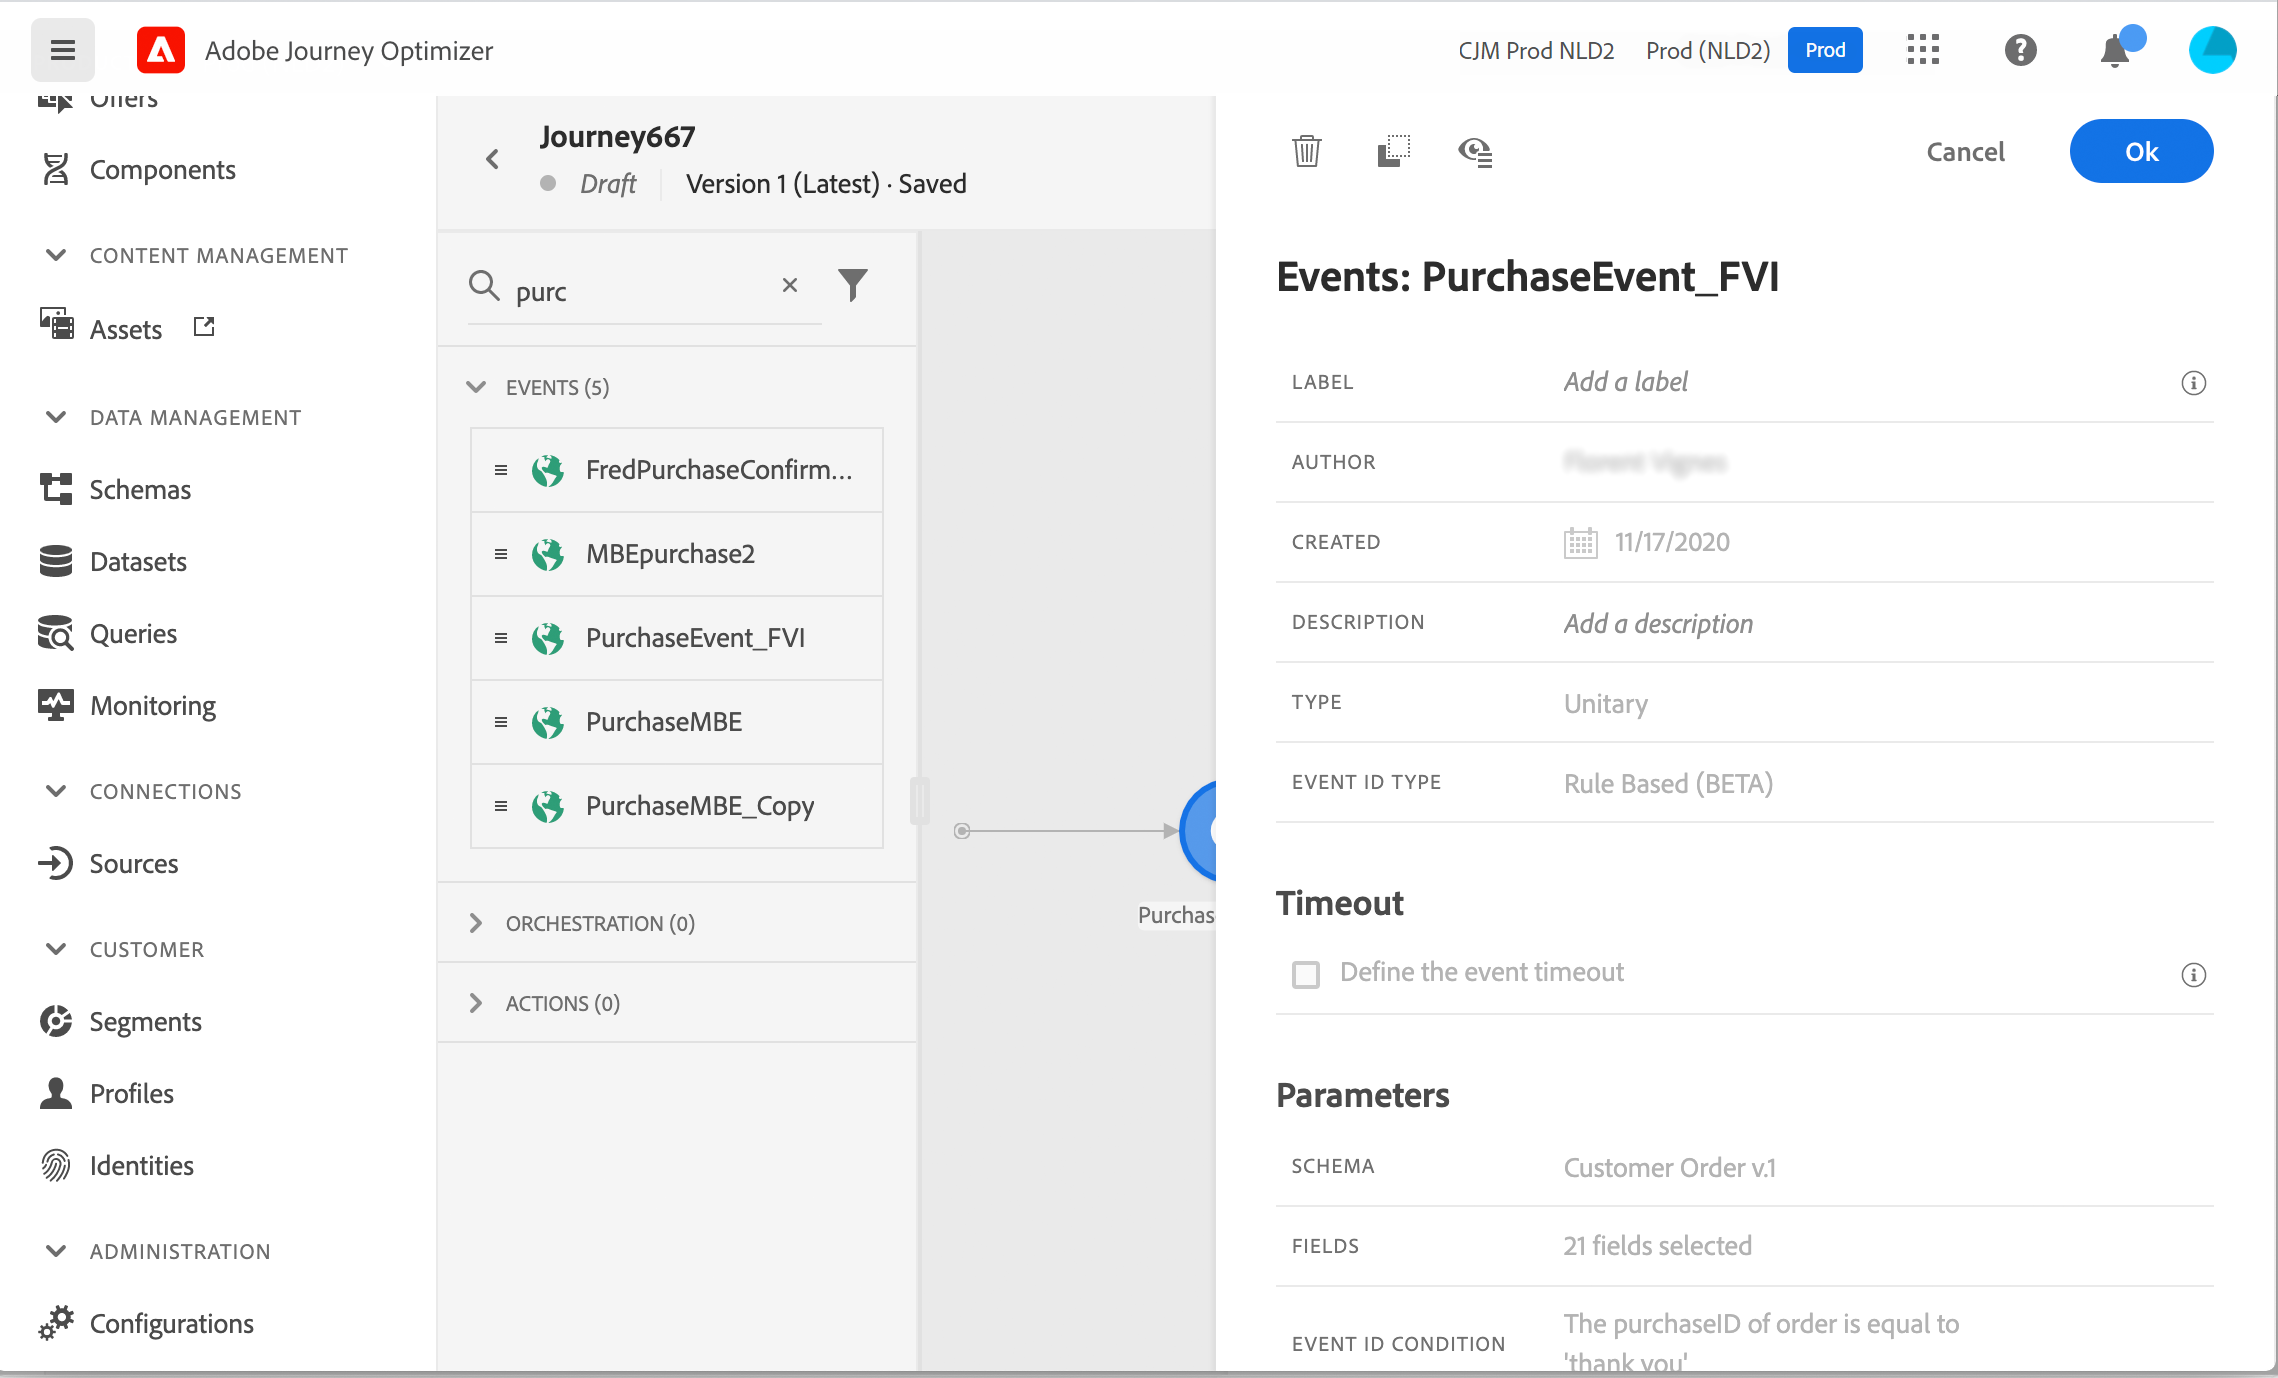 Adobe Journey Optimizer
CJM Prod NLD2
Prod (NLD2)
Prod
Offers
Components
CONTENT MANAGEMENT
Assets
DATA MANAGEMENT
Schemas
Datasets
Queries
Monitoring
CONNECTIONS
Sources
CUSTOMER
Segments
Profiles
Identities
ADMINISTRATION
Configurations
Journey667
Draft
Version 1 (Latest) · Saved
purc
EVENTS (5)
FredPurchaseConfirm...
MBEpurchase2
PurchaseEvent_FVI
PurchaseMBE
PurchaseMBE_Copy
ORCHESTRATION (0)
ACTIONS (0)
Purchas
Cancel
Ok
Events: PurchaseEvent_FVI
LABEL
Add a label
AUTHOR
CREATED
11/17/2020
DESCRIPTION
Add a description
TYPE
Unitary
EVENT ID TYPE
Rule Based (BETA)
Timeout
Define the event timeout
Parameters
SCHEMA
Customer Order v.1
FIELDS
21 fields selected
EVENT ID CONDITION
The purchaseID of order is equal to
'thank you'